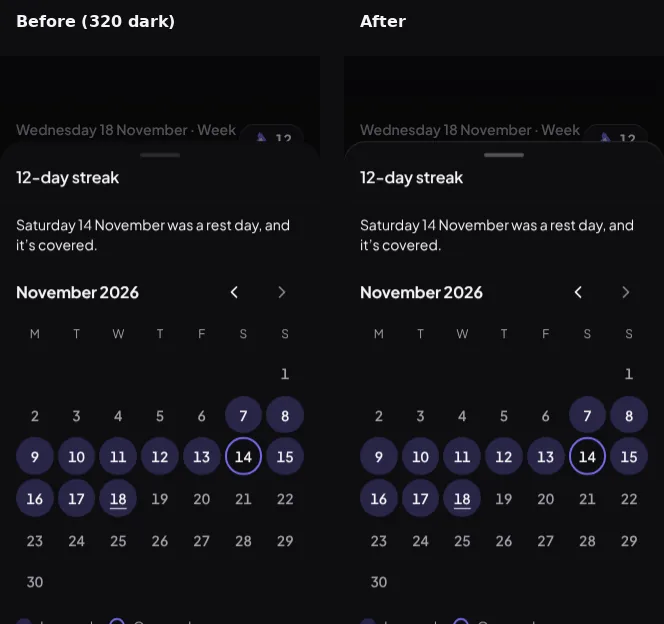 Before (320 dark)
After
Wednesday 18 November · Week
12
Wednesday 18 November · Week
12
12-day streak
Saturday 14 November was a rest day, and
it's covered.
November 2026
M T W T F S S
1
2 3 4 5 6 7 8
9 10 11 12 13 14 15
16 17 18 19 20 21 22
23 24 25 26 27 28 29
30
12-day streak
Saturday 14 November was a rest day, and
it's covered.
November 2026
M T W T F S S
1
2 3 4 5 6 7 8
9 10 11 12 13 14 15
16 17 18 19 20 21 22
23 24 25 26 27 28 29
30